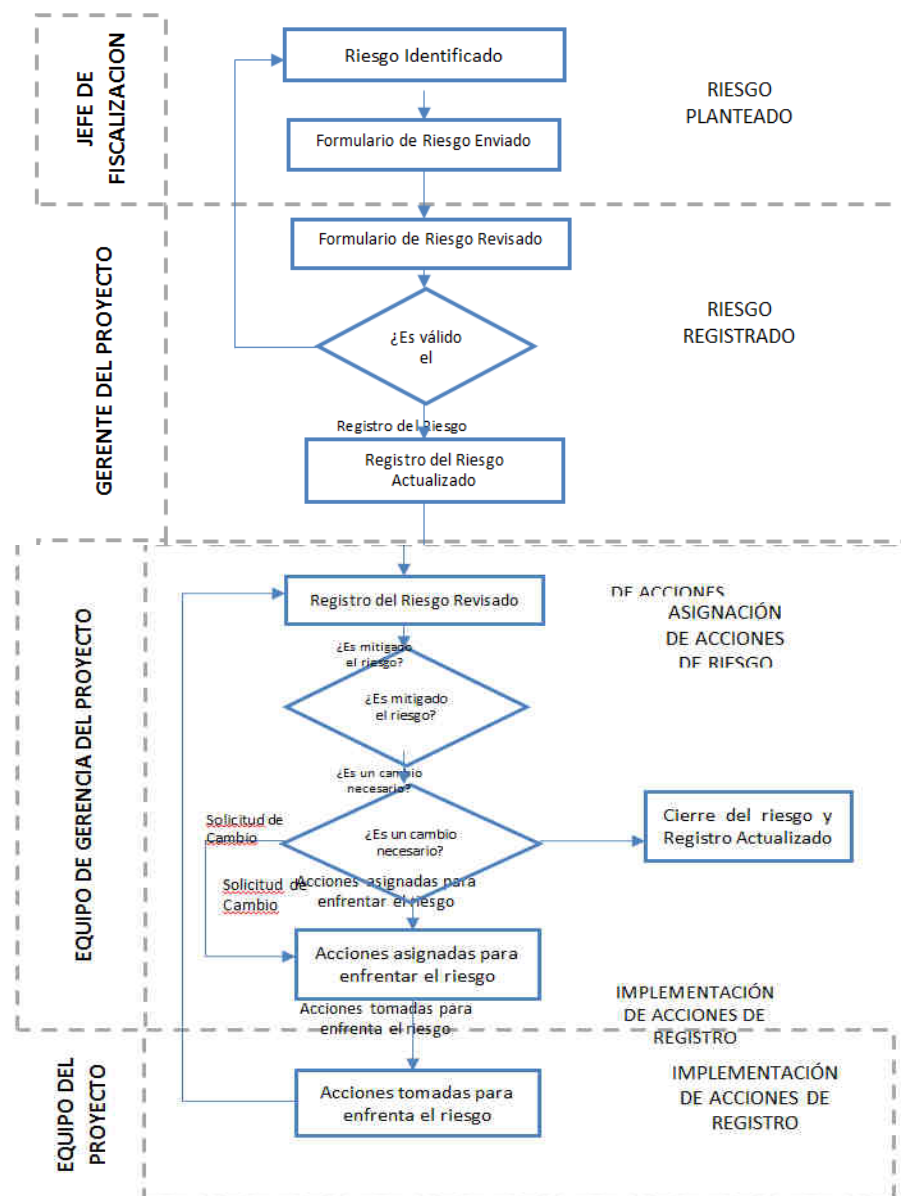 JEFE DE
FISCALIZACION
Riesgo Identificado
RIESGO
PLANTEADO
Formulario de Riesgo Enviado
GERENTE DEL PROYECTO
Formulario de Riesgo Revisado
RIESGO
REGISTRADO
¿Es válido
el
Registro del Riesgo
Registro del Riesgo
Actualizado
EQUIPO DE GERENCIA DEL PROYECTO
Registro del Riesgo Revisado
DE ACCIONES
ASIGNACIÓN
DE ACCIONES
DE RIESGO
¿Es mitigado
el riesgo?
¿Es mitigado
el riesgo?
¿Es un cambio
necesario?
Solicitud de
Cambio
¿Es un cambio
necesario?
Cierre del riesgo y
Registro Actualizado
Solicitud de
Cambio
Acciones asignadas para
enfrentar el riesgo
Acciones asignadas para
enfrentar el riesgo
IMPLEMENTACIÓN
DE ACCIONES DE
REGISTRO
Acciones tomadas para
enfrenta el riesgo
EQUIPO DEL
PROYECTO
Acciones tomadas para
enfrenta el riesgo
IMPLEMENTACIÓN
DE ACCIONES DE
REGISTRO